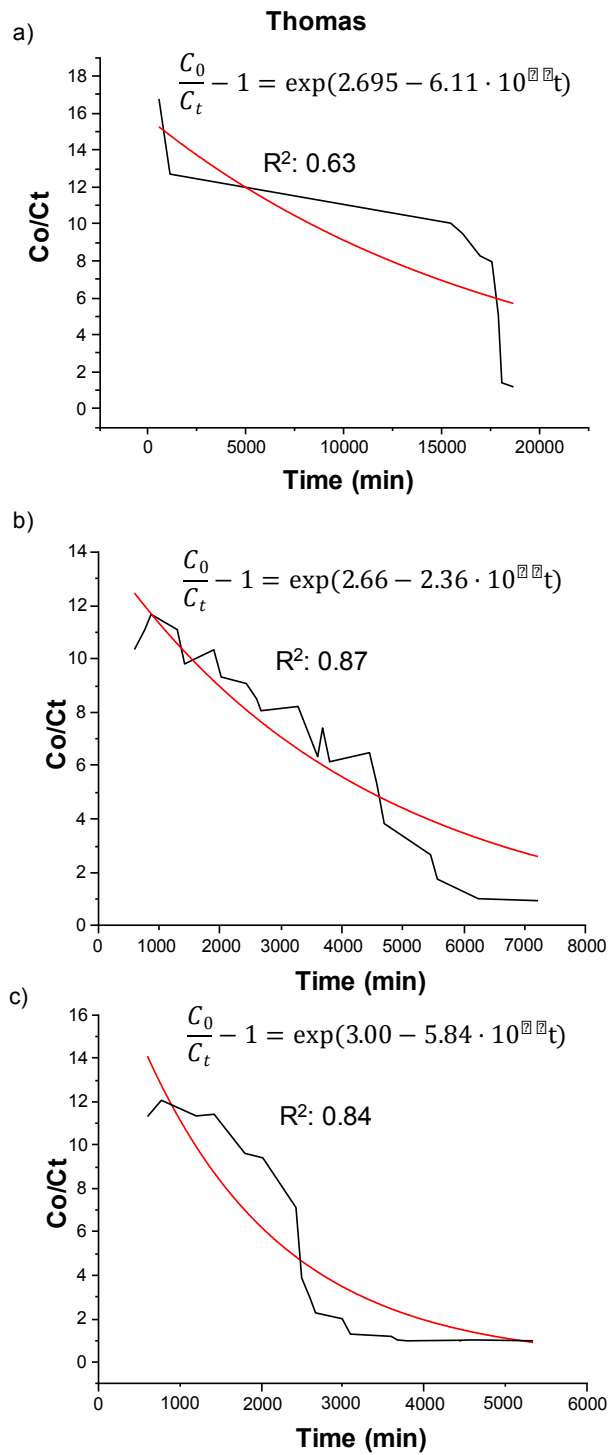 Thomas
a)
C₀/Cₜ − 1 = exp(2.695 − 6.11 · 10⍰⍰t)
R²: 0.63
Co/Ct
18
16
14
12
10
8
6
4
2
0
0 5000 10000 15000 20000
Time (min)
b)
C₀/Cₜ − 1 = exp(2.66 − 2.36 · 10⍰⍰t)
R²: 0.87
Co/Ct
14
12
10
8
6
4
2
0
0 1000 2000 3000 4000 5000 6000 7000 8000
Time (min)
c)
C₀/Cₜ − 1 = exp(3.00 − 5.84 · 10⍰⍰t)
R²: 0.84
Co/Ct
16
14
12
10
8
6
4
2
0
0 1000 2000 3000 4000 5000 6000
Time (min)